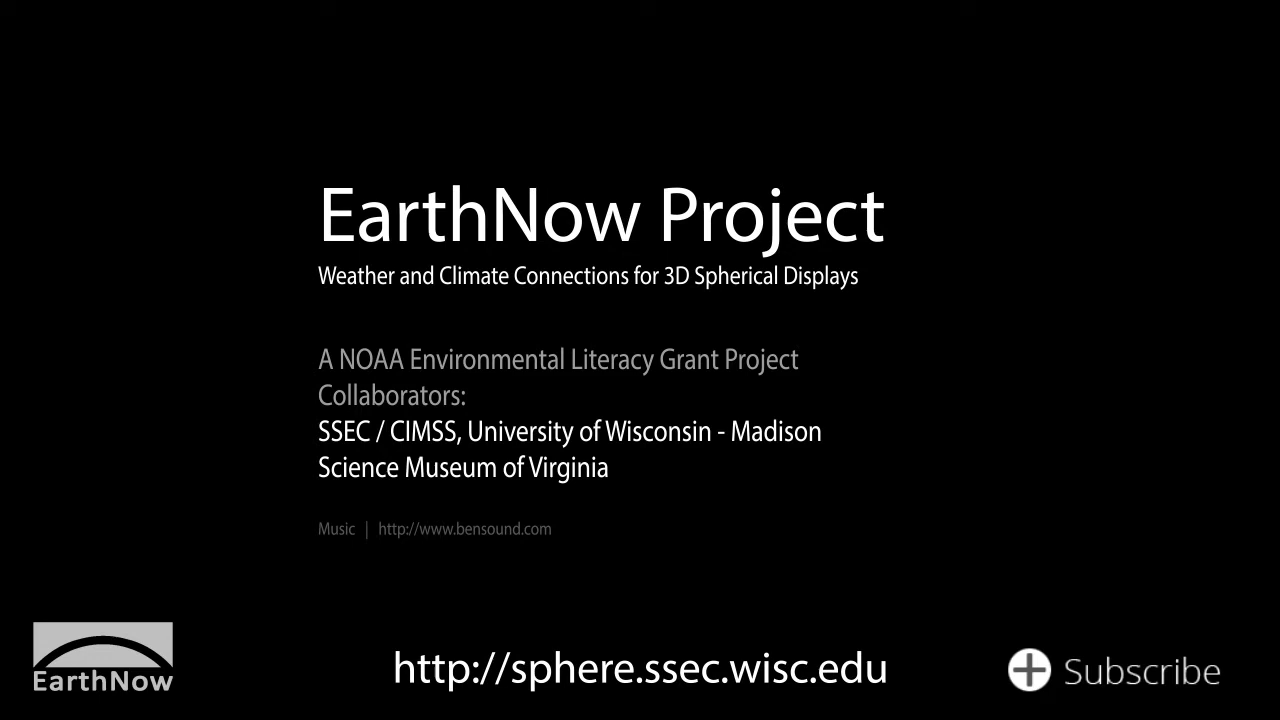 EarthNow Project
Weather and Climate Connections for 3D Spherical Displays
A NOAA Environmental Literacy Grant Project
Collaborators:
SSEC / CIMSS, University of Wisconsin - Madison
Science Museum of Virginia
Music | http://www.bensound.com
EarthNow
http://sphere.ssec.wisc.edu
Subscribe